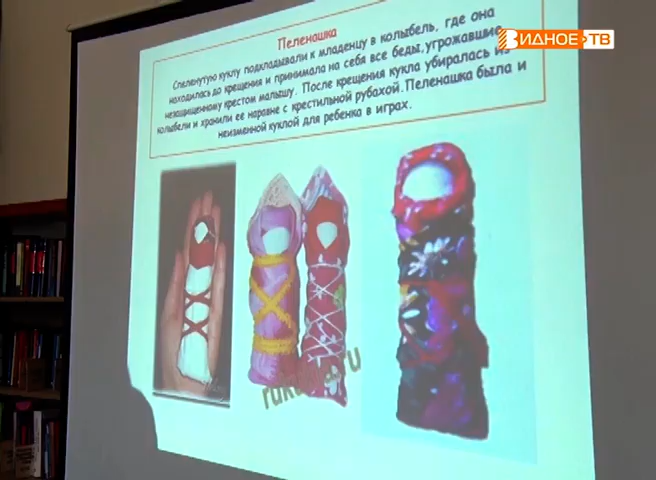 ВИДНОЕ-ТВ
Пеленашка
Спеленутую куклу подкладывали к младенцу в колыбель, где она
находилась до крещения и принимала на себя все беды, угрожавшие
незащищенному крестом малышу. После крещения кукла убиралась из
колыбели и хранили ее наравне с крестильной рубахой. Пеленашка была и
неизменной куклой для ребенка в играх.